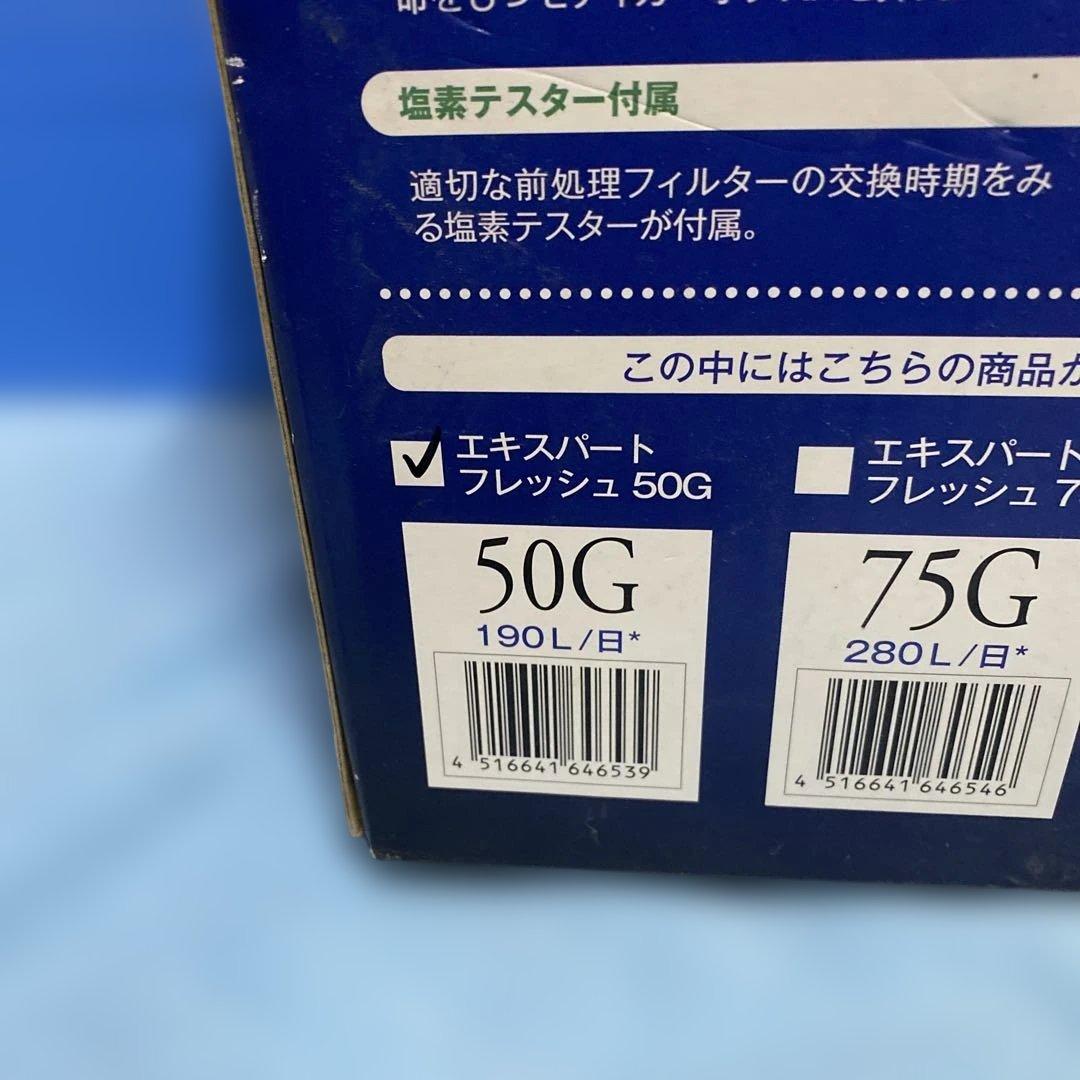 塩素テスター付属
適切な前処理フィルターの交換時期をみ
る塩素テスターが付属。
この中にはこちらの商品が
エキスパート
フレッシュ 50G
エキスパート
フレッシュ 7
50G
190L/日*
4 516641 646539
75G
280L/日*
4 516641 646546